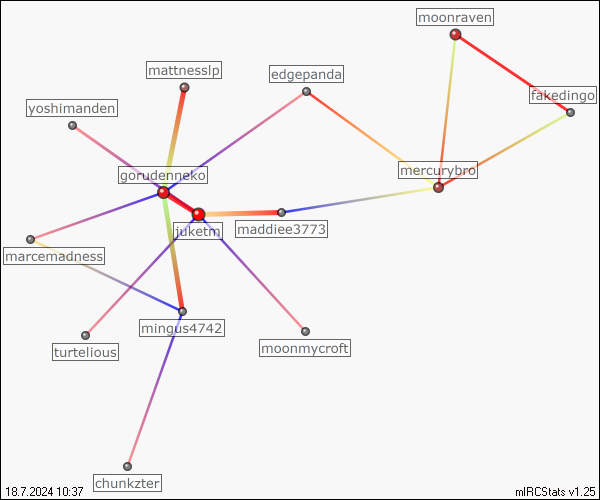 moonraven
mattnesslp
edgepanda
fakedingo
yoshimanden
mercurybro
gorudenneko
juketm
maddiee3773
marcemadness
mingus4742
turtelious
moonmycroft
chunkzter
18.7.2024 10:37
mIRCStats v1.25